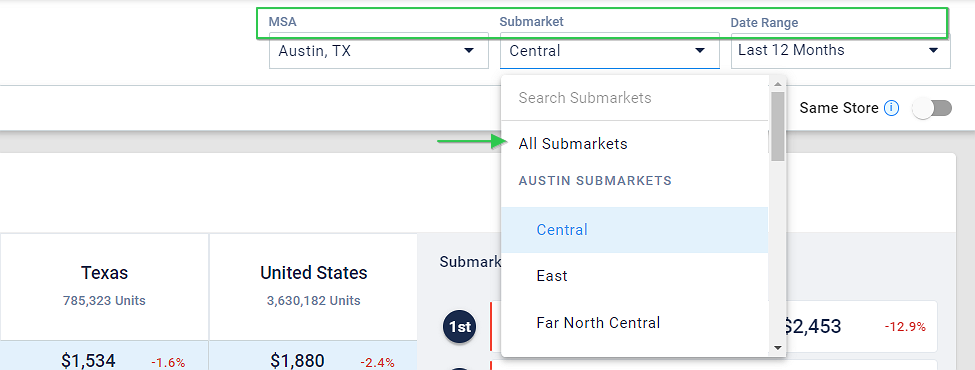 MSA Submarket Date Range
Austin, TX Central Last 12 Months
Search Submarkets
Same Store i
All Submarkets
AUSTIN SUBMARKETS
Central
Texas United States Submark
785,323 Units 3,630,182 Units
East
Far North Central
1st $2,453 -12.9%
$1,534 -1.6% $1,880 -2.4%